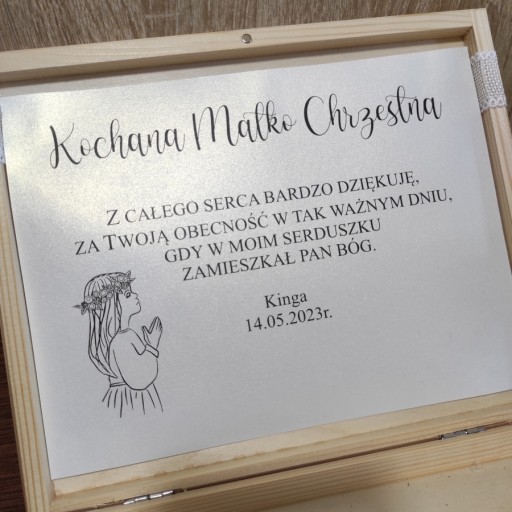 Kochana Matko Chrzestna
Z CAŁEGO SERCA BARDZO DZIĘKUJĘ,
ZA TWOJĄ OBECNOŚĆ W TAK WAŻNYM DNIU,
GDY W MOIM SERDUSZKU
ZAMIESZKAŁ PAN BÓG.
Kinga
14.05.2023r.